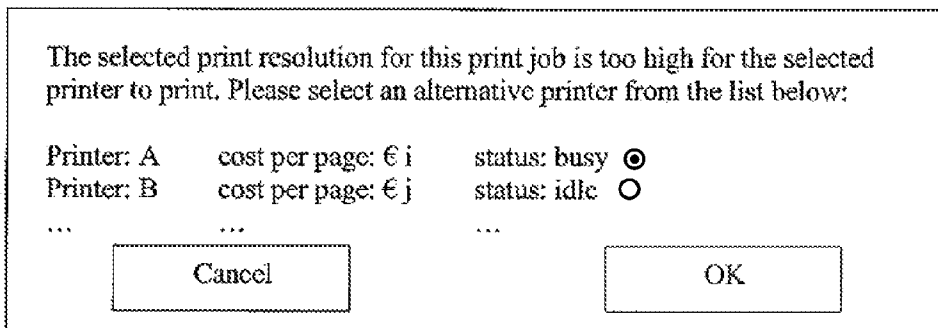 The selected print resolution for this print job is too high for the selected
printer to print. Please select an alternative printer from the list below:
Printer: A cost per page: € i status: busy
Printer: B cost per page: € j status: idle
... ... ...
Cancel OK